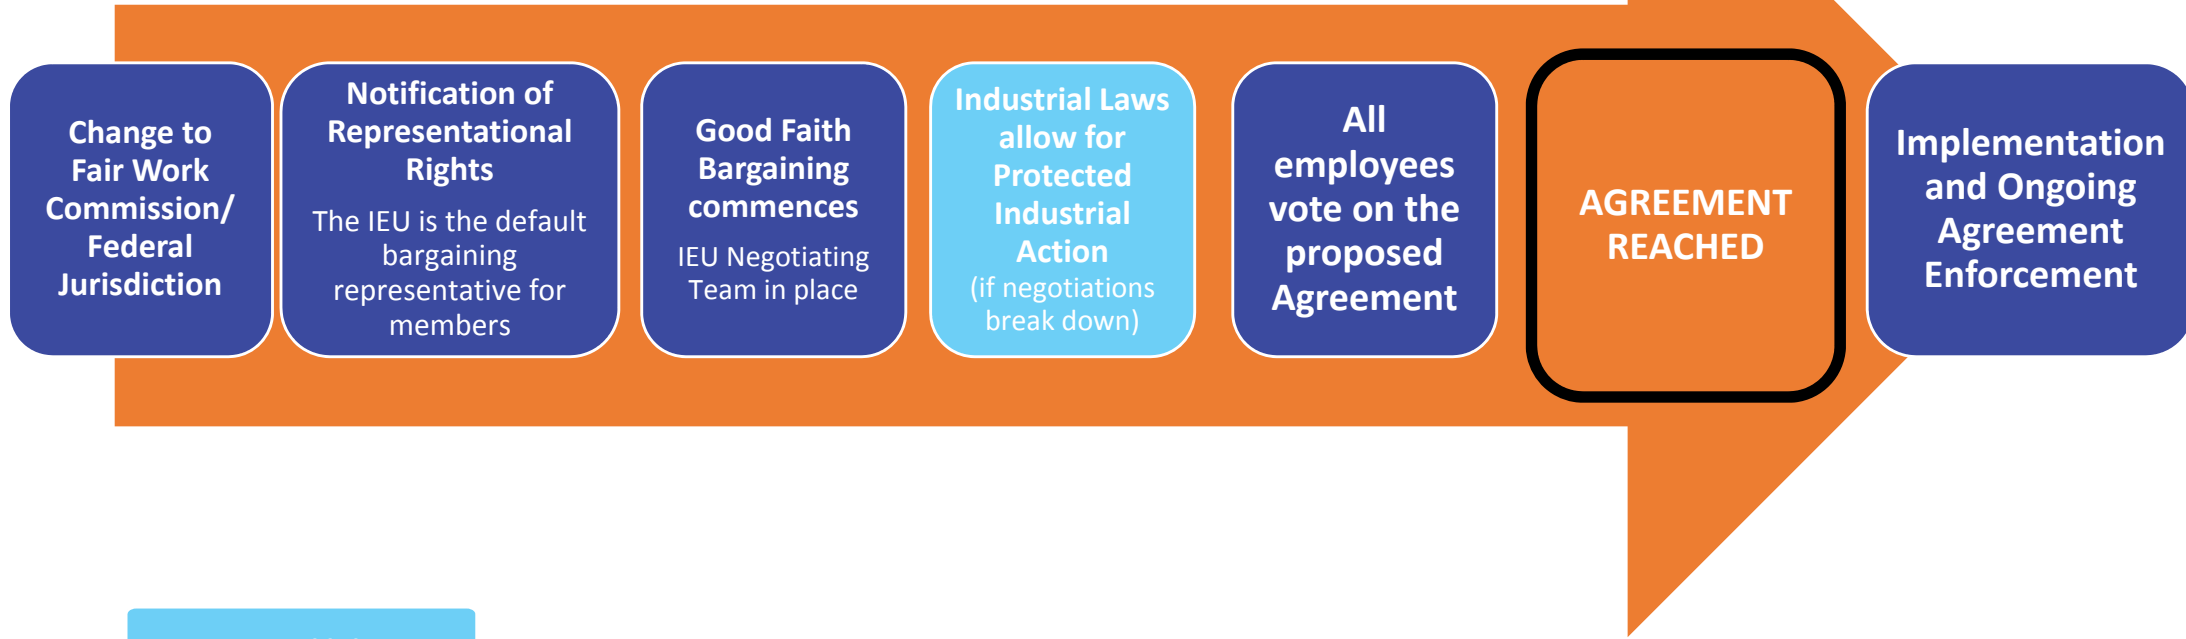 Change to
Fair Work
Commission/
Federal
Jurisdiction
Notification of
Representational
Rights
The IEU is the default
bargaining
representative for
members
Good Faith
Bargaining
commences
IEU Negotiating
Team in place
Industrial Laws
allow for
Protected
Industrial
Action
(if negotiations
break down)
All
employees
vote on the
proposed
Agreement
AGREEMENT
REACHED
Implementation
and Ongoing
Agreement
Enforcement